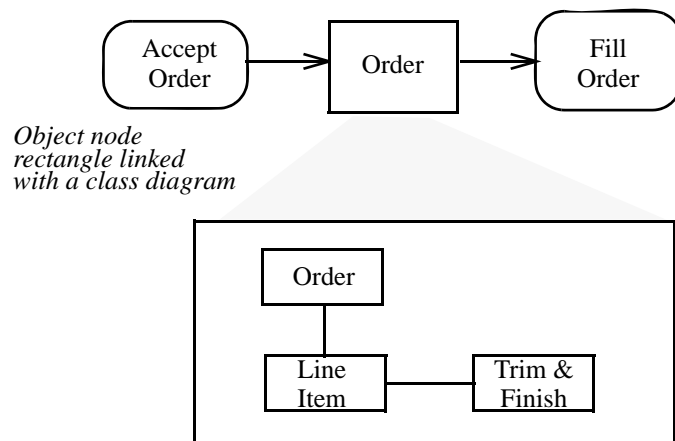 Accept
Order
Order
Fill
Order
Object node
rectangle linked
with a class diagram
Order
Line
Item
Trim &
Finish